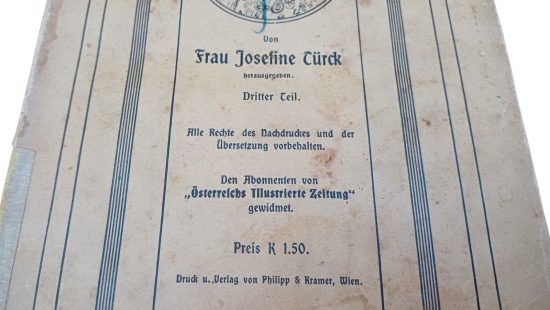 Von
Frau Josefine Türck
herausgegeben.
Dritter Teil.
Alle Rechte des Nachdruckes und der
Übersetzung vorbehalten.
Den Abonnenten von
„Österreichs Illustrierte Zeitung“
gewidmet.
Preis K 1.50.
Druck u. Verlag von Philipp & Kramer, Wien.